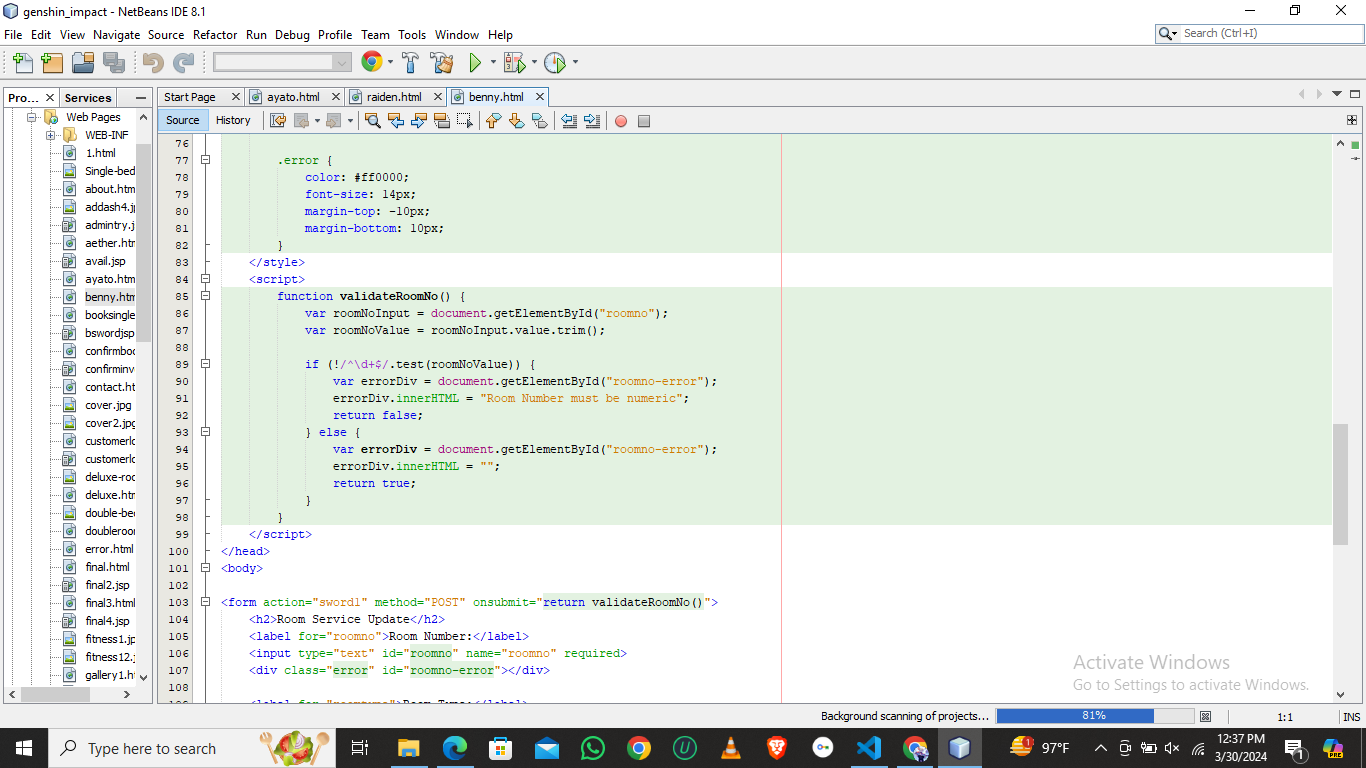 genshin_impact - NetBeans IDE 8.1
File Edit View Navigate Source Refactor Run Debug Profile Team Tools Window Help
Search (Ctrl+I)
Pro...
Services
Start Page
ayato.html
raiden.html
benny.html
Source
History
Web Pages
WEB-INF
1.html
Single-bed
about.htm
addash4.j
admintry.j
aether.htm
avail.jsp
ayato.htm
benny.htm
booksingle
bswordjsp
confirmboo
confirminv
contact.ht
cover.jpg
cover2.jpg
customerlo
customerlo
deluxe-roo
deluxe.htm
double-be
doubleroo
error.html
final.html
final2.jsp
final3.html
final4.jsp
fitness1.jp
fitness12.j
gallery1.h
76
77 .error {
78 color: #ff0000;
79 font-size: 14px;
80 margin-top: -10px;
81 margin-bottom: 10px;
82 }
83 </style>
84 <script>
85 function validateRoomNo() {
86 var roomNoInput = document.getElementById("roomno");
87 var roomNoValue = roomNoInput.value.trim();
88
89 if (!/^\d+$/.test(roomNoValue)) {
90 var errorDiv = document.getElementById("roomno-error");
91 errorDiv.innerHTML = "Room Number must be numeric";
92 return false;
93 } else {
94 var errorDiv = document.getElementById("roomno-error");
95 errorDiv.innerHTML = "";
96 return true;
97 }
98 }
99 </script>
100 </head>
101 <body>
102
103 <form action="sword1" method="POST" onsubmit="return validateRoomNo()">
104 <h2>Room Service Update</h2>
105 <label for="roomno">Room Number:</label>
106 <input type="text" id="roomno" name="roomno" required>
107 <div class="error" id="roomno-error"></div>
108
Activate Windows
Go to Settings to activate Windows.
Background scanning of projects...
81%
1:1
INS
Type here to search
1
97°F
12:37 PM
3/30/2024
1
PRE